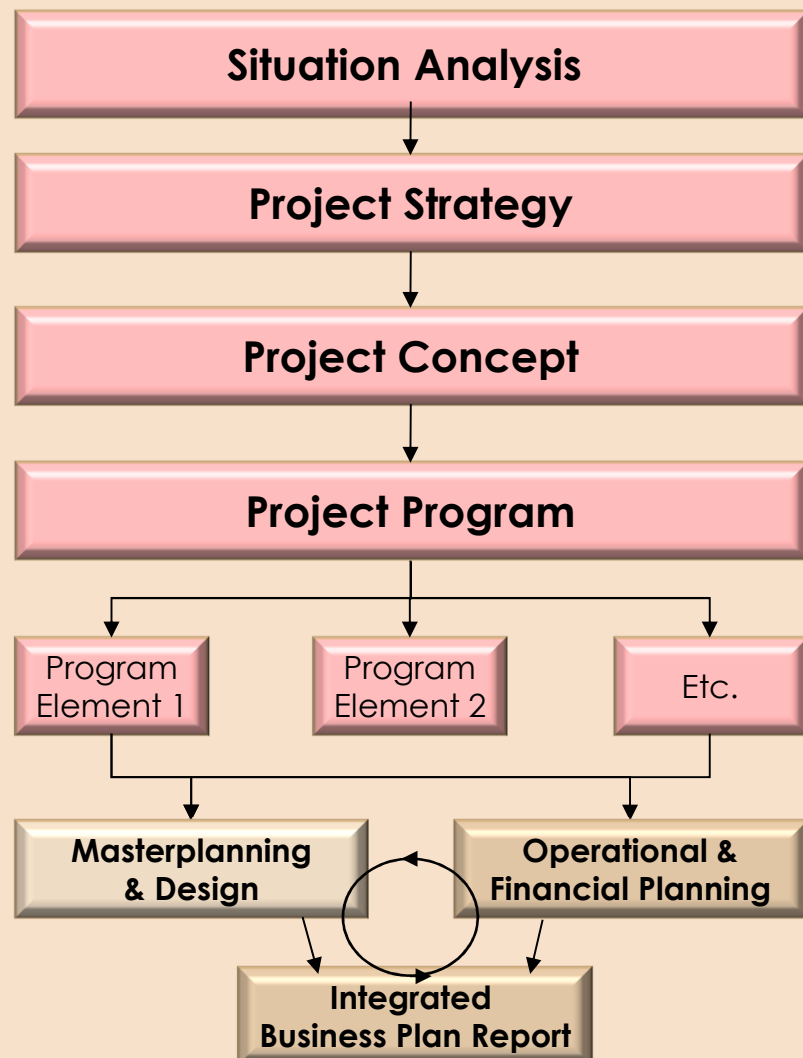 Situation Analysis
Project Strategy
Project Concept
Project Program
Program
Element 1
Program
Element 2
Etc.
Masterplanning
& Design
Operational &
Financial Planning
Integrated
Business Plan Report